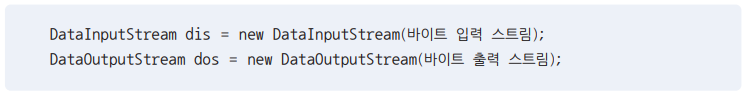 DataInputStream dis = new DataInputStream(바이트 입력 스트림);
DataOutputStream dos = new DataOutputStream(바이트 출력 스트림);